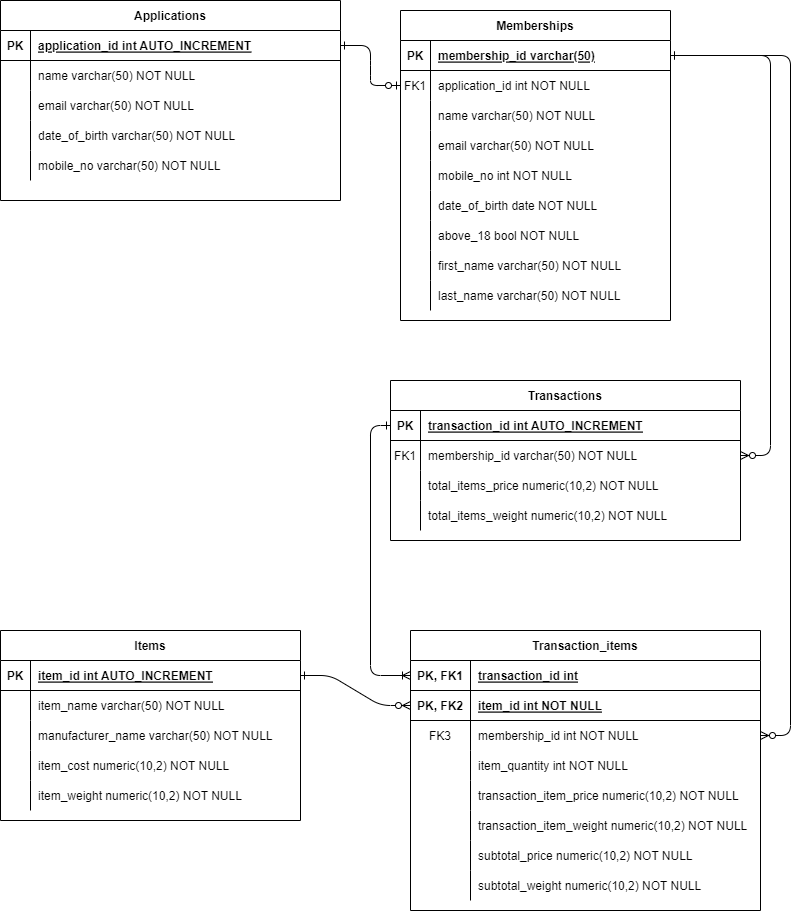 Applications
PK application_id int AUTO_INCREMENT
name varchar(50) NOT NULL
email varchar(50) NOT NULL
date_of_birth varchar(50) NOT NULL
mobile_no varchar(50) NOT NULL
Memberships
PK membership_id varchar(50)
FK1 application_id int NOT NULL
name varchar(50) NOT NULL
email varchar(50) NOT NULL
mobile_no int NOT NULL
date_of_birth date NOT NULL
above_18 bool NOT NULL
first_name varchar(50) NOT NULL
last_name varchar(50) NOT NULL
Transactions
PK transaction_id int AUTO_INCREMENT
FK1 membership_id varchar(50) NOT NULL
total_items_price numeric(10,2) NOT NULL
total_items_weight numeric(10,2) NOT NULL
Items
PK item_id int AUTO_INCREMENT
item_name varchar(50) NOT NULL
manufacturer_name varchar(50) NOT NULL
item_cost numeric(10,2) NOT NULL
item_weight numeric(10,2) NOT NULL
Transaction_items
PK, FK1 transaction_id int
PK, FK2 item_id int NOT NULL
FK3 membership_id int NOT NULL
item_quantity int NOT NULL
transaction_item_price numeric(10,2) NOT NULL
transaction_item_weight numeric(10,2) NOT NULL
subtotal_price numeric(10,2) NOT NULL
subtotal_weight numeric(10,2) NOT NULL